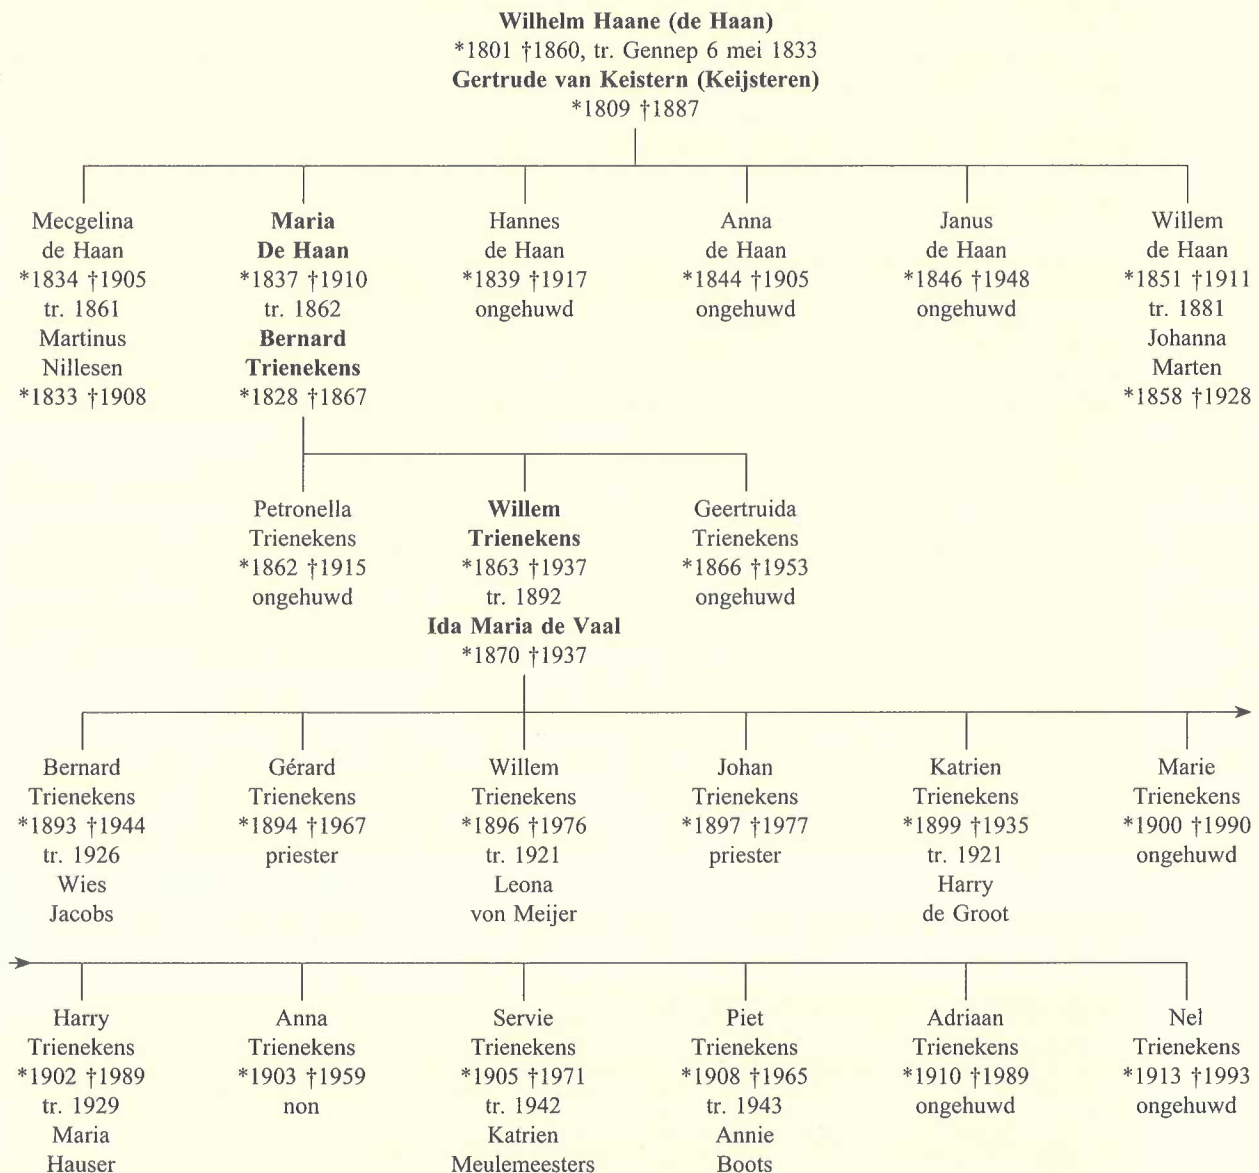 Wilhelm Haane (de Haan)
*1801 †1860, tr. Gennep 6 mei 1833
Gertrude van Keistern (Keijsteren)
*1809 †1887
Mecgelina
de Haan
*1834 †1905
tr. 1861
Martinus
Nillesen
*1833 †1908
Maria
De Haan
*1837 †1910
tr. 1862
Bernard
Trienekens
*1828 †1867
Hannes
de Haan
*1839 †1917
ongehuwd
Anna
de Haan
*1844 †1905
ongehuwd
Janus
de Haan
*1846 †1948
ongehuwd
Willem
de Haan
*1851 †1911
tr. 1881
Johanna
Marten
*1858 †1928
Petronella
Trienekens
*1862 †1915
ongehuwd
Willem
Trienekens
*1863 †1937
tr. 1892
Ida Maria de Vaal
*1870 †1937
Geertruida
Trienekens
*1866 †1953
ongehuwd
Bernard
Trienekens
*1893 †1944
tr. 1926
Wies
Jacobs
Gérard
Trienekens
*1894 †1967
priester
Willem
Trienekens
*1896 †1976
tr. 1921
Leona
von Meijer
Johan
Trienekens
*1897 †1977
priester
Katrien
Trienekens
*1899 †1935
tr. 1921
Harry
de Groot
Marie
Trienekens
*1900 †1990
ongehuwd
Harry
Trienekens
*1902 †1989
tr. 1929
Maria
Hauser
Anna
Trienekens
*1903 †1959
non
Servie
Trienekens
*1905 †1971
tr. 1942
Katrien
Meulemeesters
Piet
Trienekens
*1908 †1965
tr. 1943
Annie
Boots
Adriaan
Trienekens
*1910 †1989
ongehuwd
Nel
Trienekens
*1913 †1993
ongehuwd